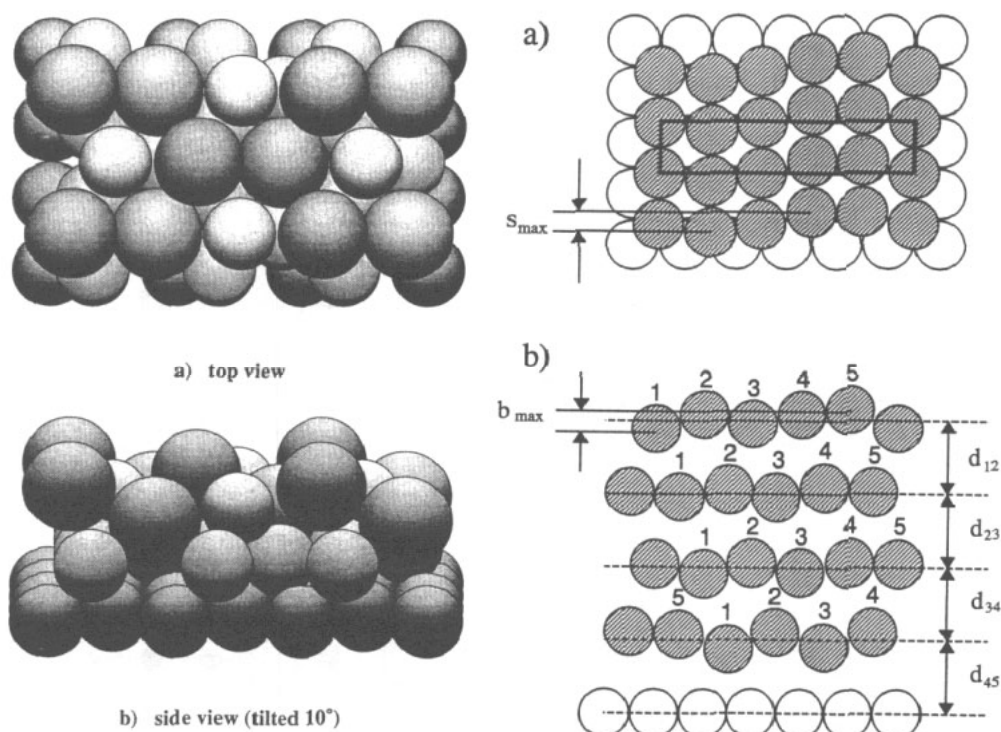 a) top view
b) side view (tilted 10°)
a)
s max
b)
b max
1 2 3 4 5
1 2 3 4 5
1 2 3 4 5
5 1 2 3 4
d12
d23
d34
d45